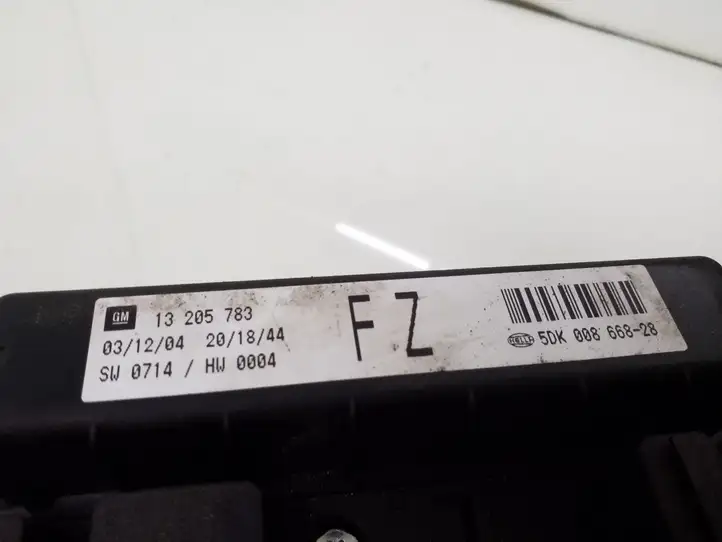 GM 13 205 783
03/12/04 20/18/44
SW 0714 / HW 0004
FZ
HELLA 5DK 008 668-28